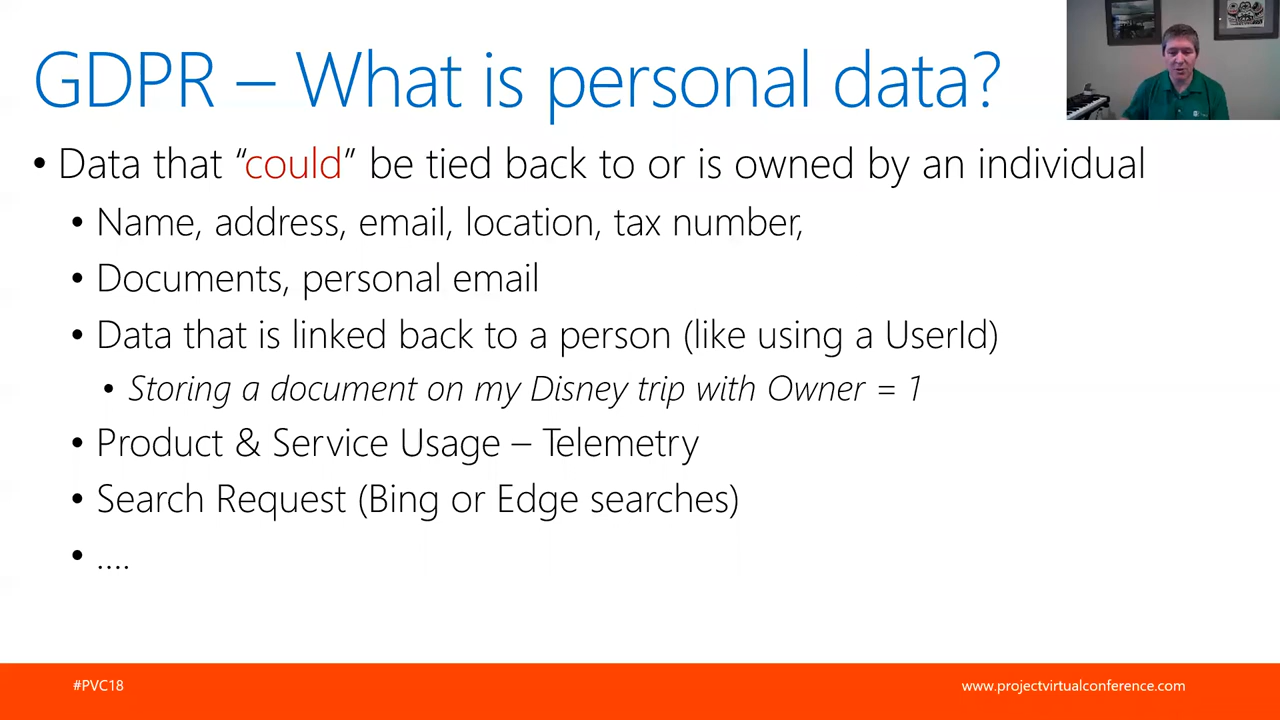 GDPR – What is personal data?
• Data that “could” be tied back to or is owned by an individual
• Name, address, email, location, tax number,
• Documents, personal email
• Data that is linked back to a person (like using a UserId)
• Storing a document on my Disney trip with Owner = 1
• Product & Service Usage – Telemetry
• Search Request (Bing or Edge searches)
• ....
#PVC18
www.projectvirtualconference.com